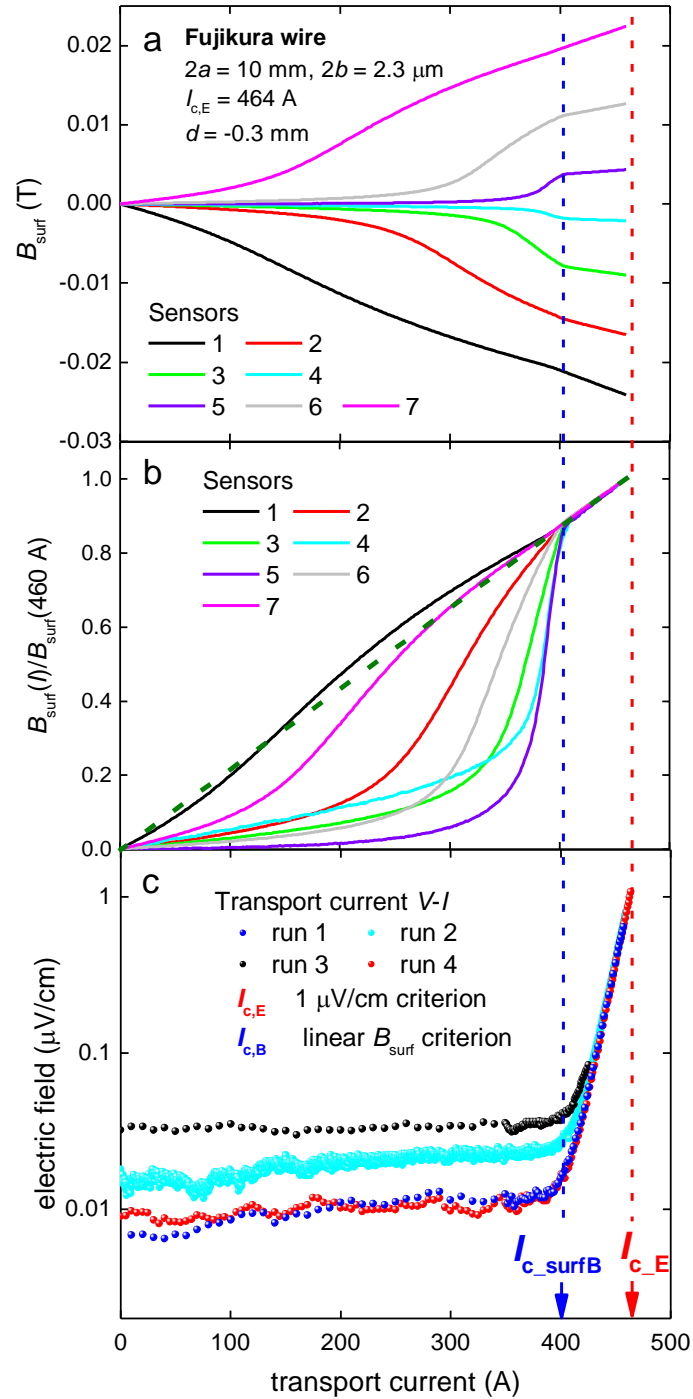 a
Fujikura wire
2a = 10 mm, 2b = 2.3 μm
Ic,E = 464 A
d = -0.3 mm
0.02
0.01
0.00
-0.01
-0.02
-0.03
Bsurf (T)
Sensors
1 2
3 4
5 6 7
b
Sensors
1 2
3 4
5 6
7
1.0
0.8
0.6
0.4
0.2
0.0
Bsurf(I)/Bsurf(460 A)
c
Transport current V-I
run 1 run 2
run 3 run 4
Ic,E 1 μV/cm criterion
Ic,B linear Bsurf criterion
1
0.1
0.01
electric field (μV/cm)
Ic_surfB Ic_E
0 100 200 300 400 500
transport current (A)